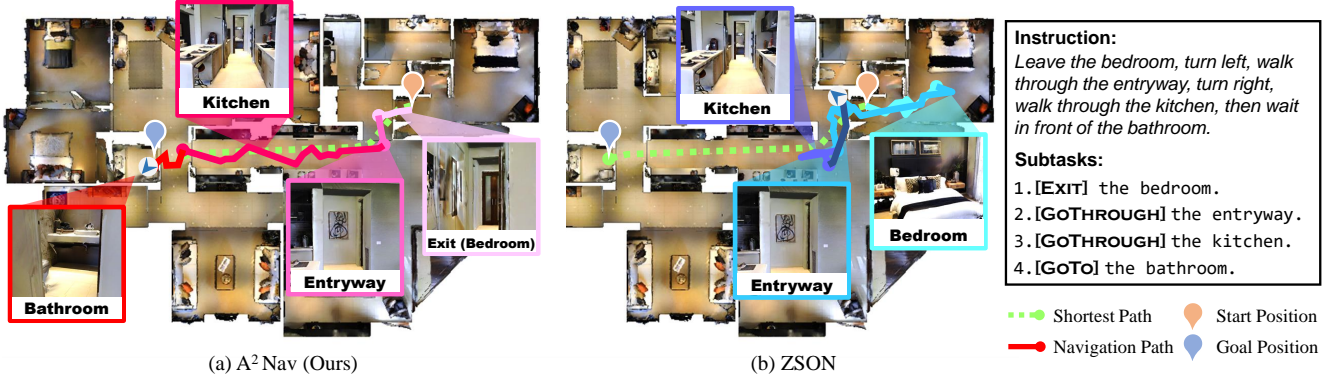 Kitchen
Exit (Bedroom)
Entryway
Bathroom
(a) A² Nav (Ours)
Kitchen
Bedroom
Entryway
(b) ZSON
Instruction:
Leave the bedroom, turn left, walk
through the entryway, turn right,
walk through the kitchen, then wait
in front of the bathroom.
Subtasks:
1.[EXIT] the bedroom.
2.[GOTHROUGH] the entryway.
3.[GOTHROUGH] the kitchen.
4.[GOTO] the bathroom.
Shortest Path
Start Position
Navigation Path
Goal Position